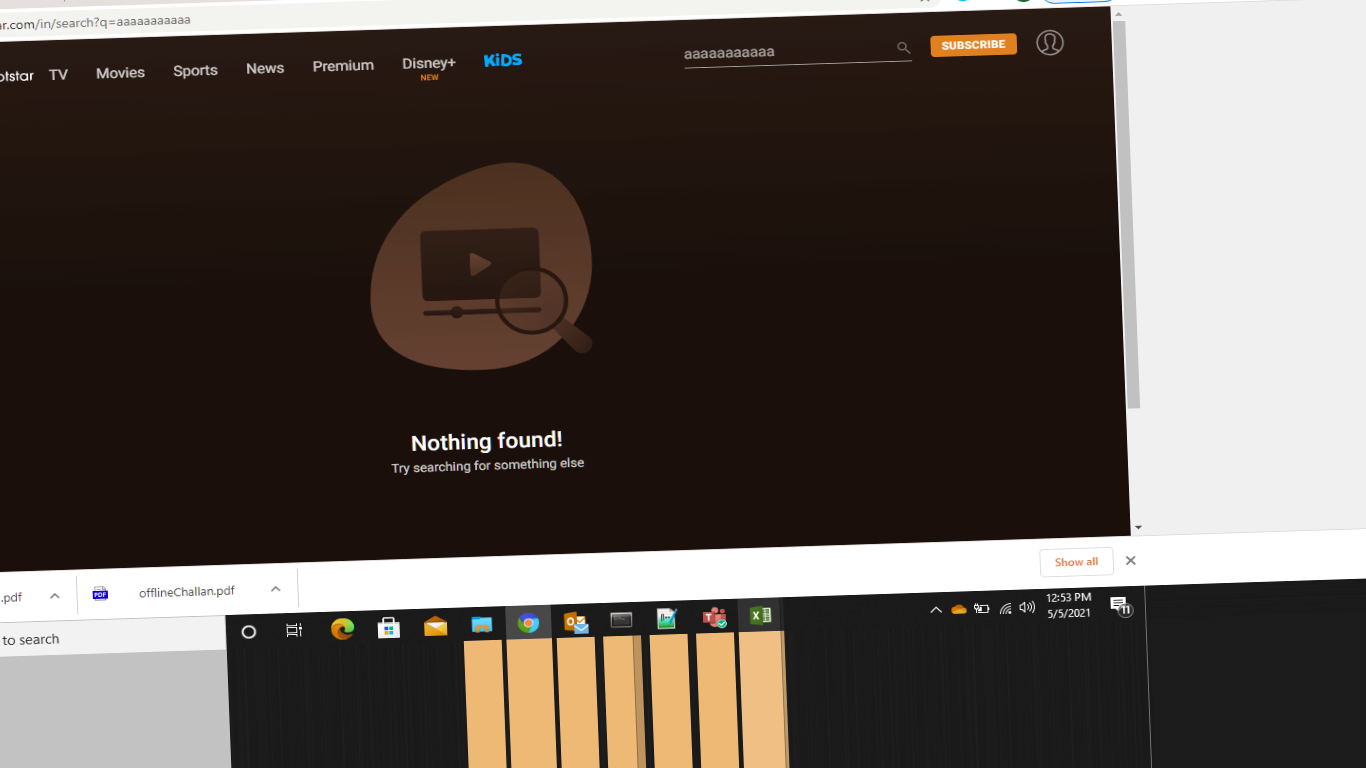 ar.com/in/search?q=aaaaaaaaaaa
otstar TV Movies Sports News Premium Disney+ KiDS aaaaaaaaaaa SUBSCRIBE
NEW
Nothing found!
Try searching for something else
.pdf PDF offlineChallan.pdf Show all
to search 12:53 PM
5/5/2021 11